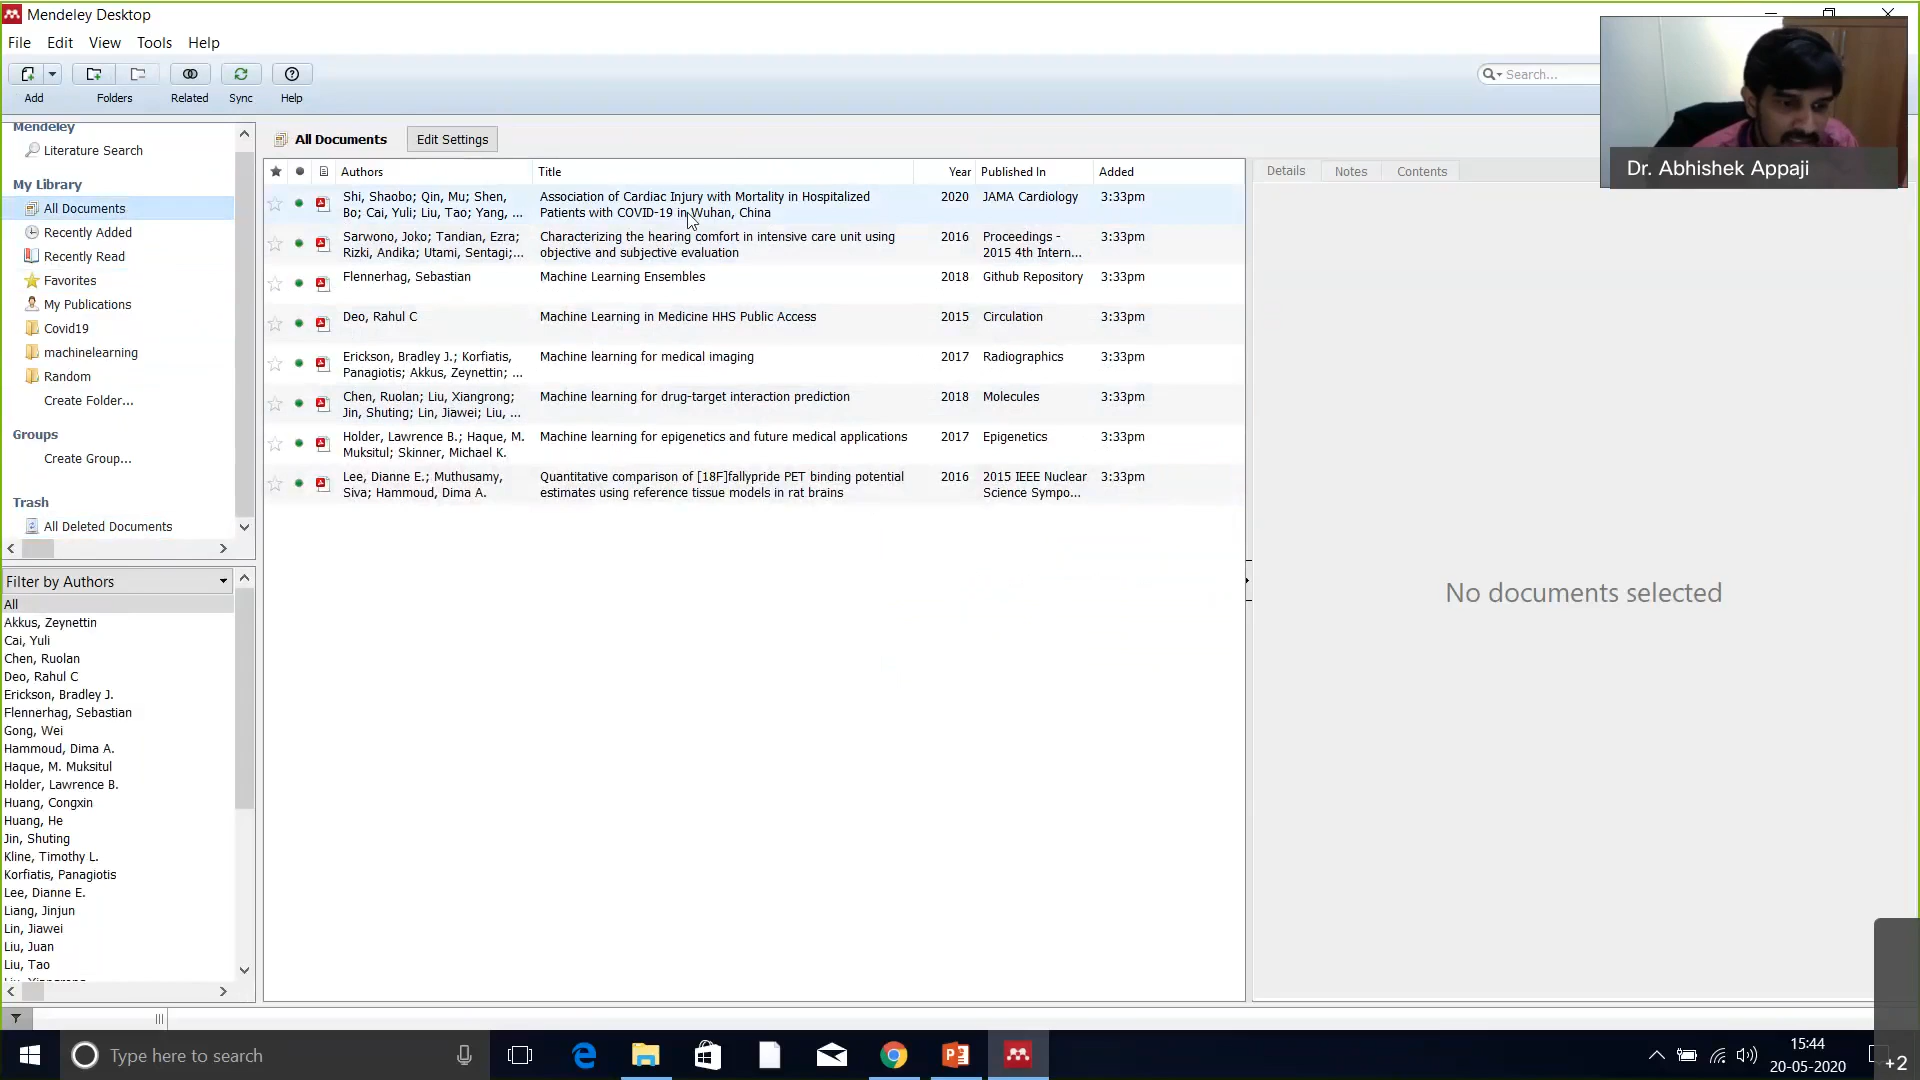 Mendeley Desktop
File Edit View Tools Help
Add Folders Related Sync Help
Search...
Dr. Abhishek Appaji
Mendeley
Literature Search
My Library
All Documents
Recently Added
Recently Read
Favorites
My Publications
Covid19
machinelearning
Random
Create Folder...
Groups
Create Group...
Trash
All Deleted Documents
Filter by Authors
All
Akkus, Zeynettin
Cai, Yuli
Chen, Ruolan
Deo, Rahul C
Erickson, Bradley J.
Flennerhag, Sebastian
Gong, Wei
Hammoud, Dima A.
Haque, M. Muksitul
Holder, Lawrence B.
Huang, Congxin
Huang, He
Jin, Shuting
Kline, Timothy L.
Korfiatis, Panagiotis
Lee, Dianne E.
Liang, Jinjun
Lin, Jiawei
Liu, Juan
Liu, Tao
All Documents Edit Settings
Authors Title Year Published In Added
Shi, Shaobo; Qin, Mu; Shen, Association of Cardiac Injury with Mortality in Hospitalized 2020 JAMA Cardiology 3:33pm
Bo; Cai, Yuli; Liu, Tao; Yang, ... Patients with COVID-19 in Wuhan, China
Sarwono, Joko; Tandian, Ezra; Characterizing the hearing comfort in intensive care unit using 2016 Proceedings - 3:33pm
Rizki, Andika; Utami, Sentagi;... objective and subjective evaluation 2015 4th Intern...
Flennerhag, Sebastian Machine Learning Ensembles 2018 Github Repository 3:33pm
Deo, Rahul C Machine Learning in Medicine HHS Public Access 2015 Circulation 3:33pm
Erickson, Bradley J.; Korfiatis, Machine learning for medical imaging 2017 Radiographics 3:33pm
Panagiotis; Akkus, Zeynettin; ...
Chen, Ruolan; Liu, Xiangrong; Machine learning for drug-target interaction prediction 2018 Molecules 3:33pm
Jin, Shuting; Lin, Jiawei; Liu, ...
Holder, Lawrence B.; Haque, M. Machine learning for epigenetics and future medical applications 2017 Epigenetics 3:33pm
Muksitul; Skinner, Michael K.
Lee, Dianne E.; Muthusamy, Quantitative comparison of [18F]fallypride PET binding potential 2016 2015 IEEE Nuclear 3:33pm
Siva; Hammoud, Dima A. estimates using reference tissue models in rat brains Science Sympo...
Details Notes Contents
No documents selected
Type here to search
15:44
20-05-2020
+2